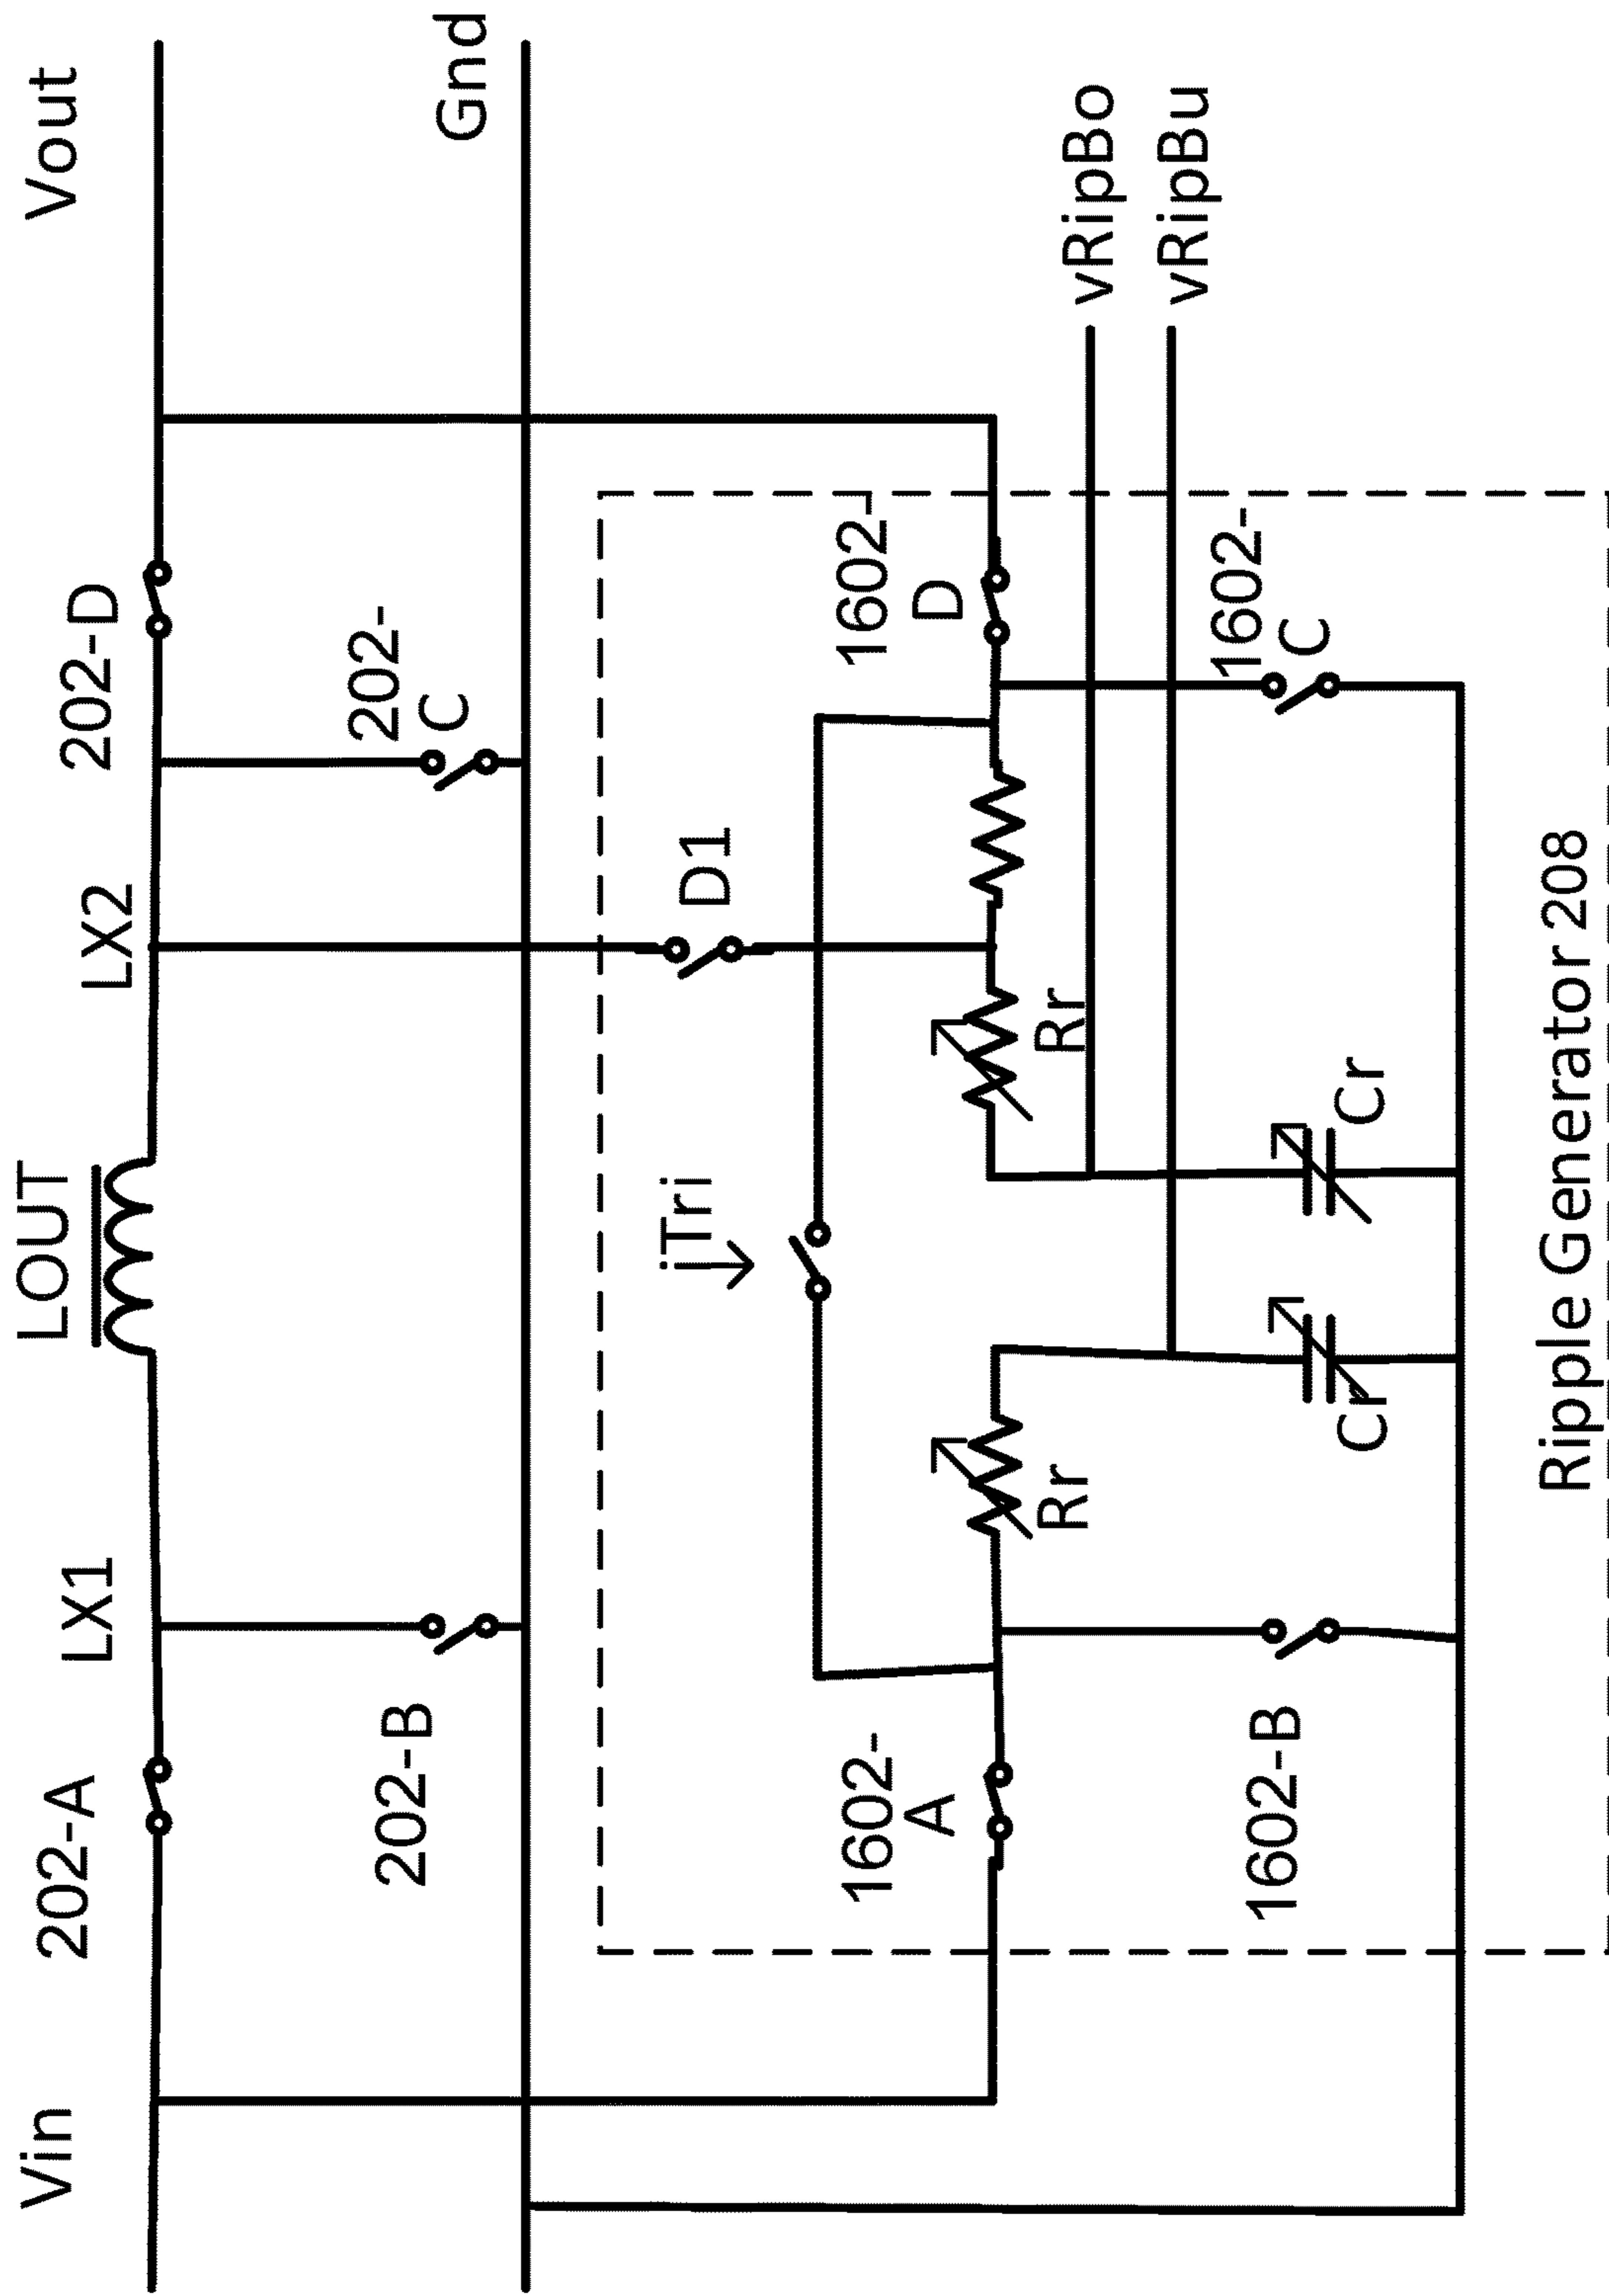 Vin
202-A
LX1
LOUT
LX2
202-D
Vout
202-B
202-
C
Gnd
iTri
D1
1602-
A
Rr
Rr
1602-
D
vRipBo
vRipBu
1602-B
Cr
Cr
1602-
C
Ripple Generator 208